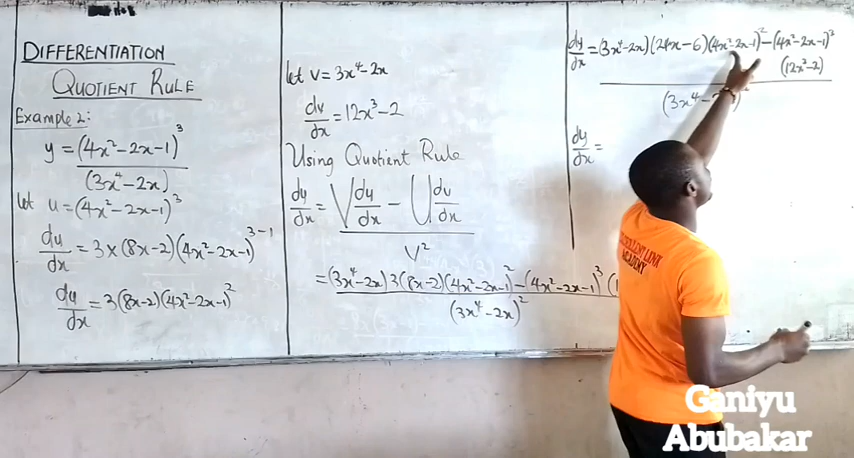 DIFFERENTIATION
QUOTIENT RULE
Example 2:
y = (4x²-2x-1)³
(3x⁴-2x)
let u = (4x²-2x-1)³
du/dx = 3 × (8x-2)(4x²-2x-1)³⁻¹
du/dx = 3(8x-2)(4x²-2x-1)²
let v = 3x⁴-2x
dv/dx = 12x³-2
Using Quotient Rule
dy/dx = V du/dx - U dv/dx
V²
= (3x⁴-2x)3(8x-2)(4x²-2x-1)² - (4x²-2x-1)³ (1
(3x⁴-2x)²
dy/dx = (3x⁴-2x)(24x-6)(4x²-2x-1)² - (4x²-2x-1)³
(12x³-2)
(3x⁴-
dy/dx =
ACADEMY
Ganiyu
Abubakar